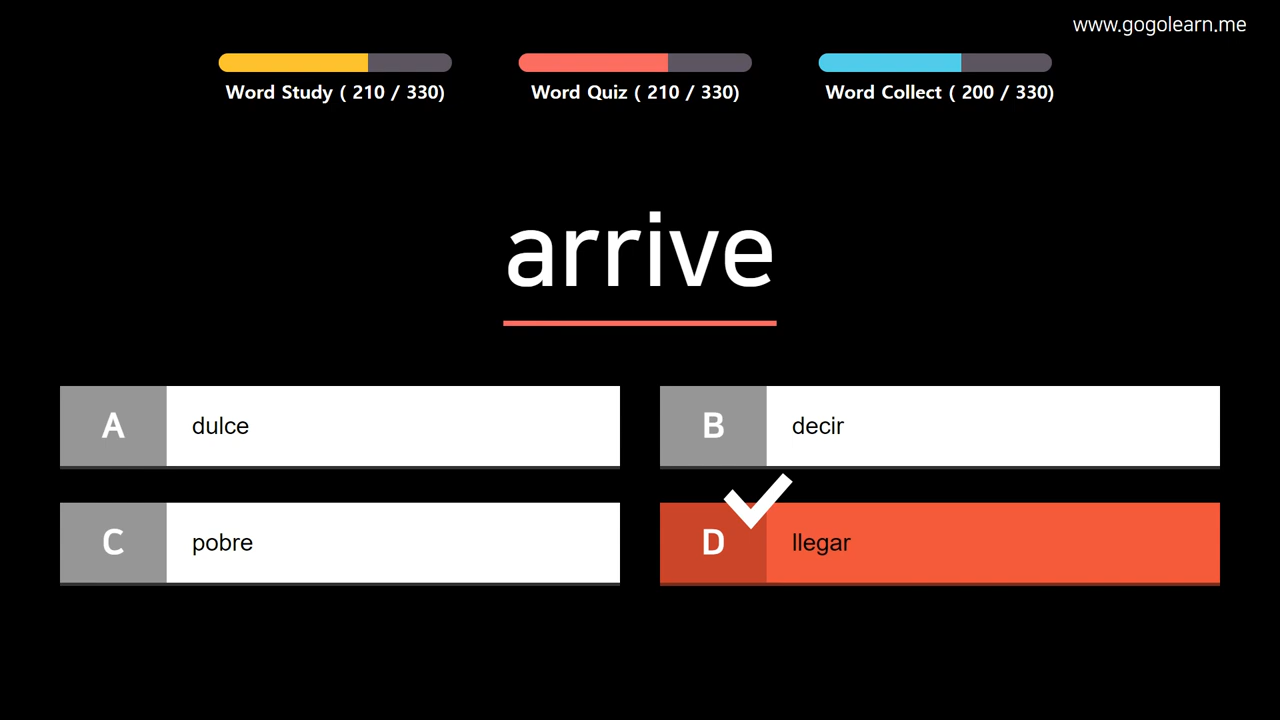 www.gogolearn.me
Word Study ( 210 / 330)
Word Quiz ( 210 / 330)
Word Collect ( 200 / 330)
arrive
A dulce
B decir
C pobre
D llegar